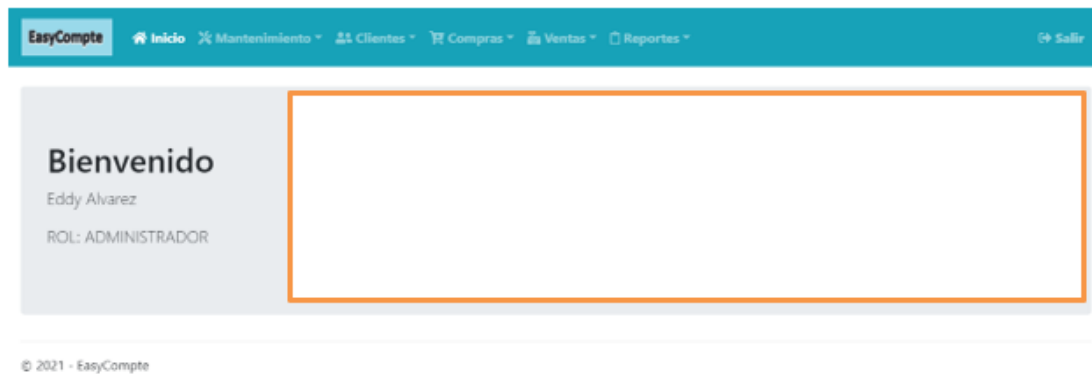 EasyCompte Inicio Mantenimiento Clientes Compras Ventas Reportes Salir
Bienvenido
Eddy Alvarez
ROL: ADMINISTRADOR
© 2021 - EasyCompte